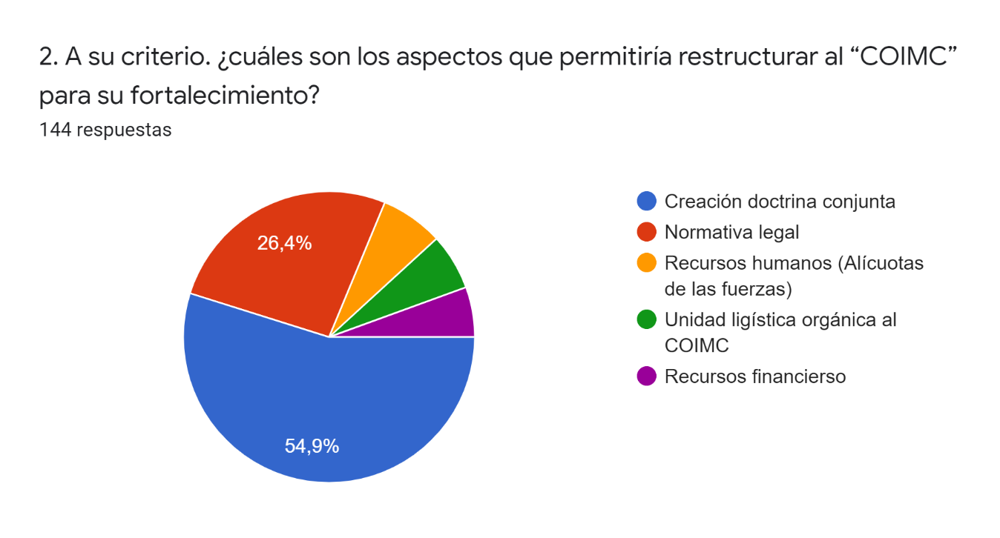 2. A su criterio. ¿cuáles son los aspectos que permitiría restructurar al “COIMC”
para su fortalecimiento?
144 respuestas
26,4%
54,9%
Creación doctrina conjunta
Normativa legal
Recursos humanos (Alícuotas
de las fuerzas)
Unidad ligística orgánica al
COIMC
Recursos financierso